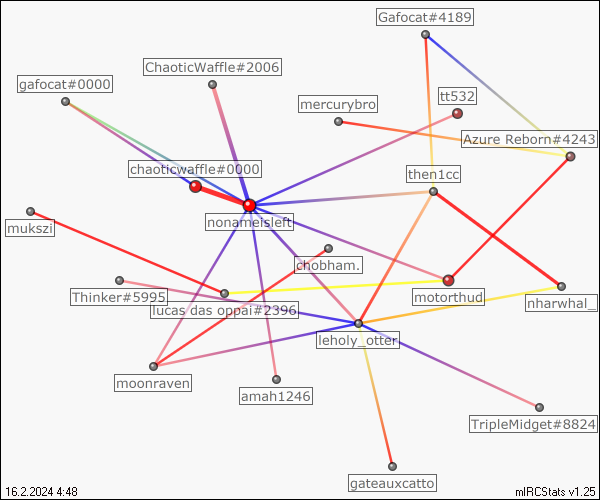 Gafocat#4189
ChaoticWaffle#2006
gafocat#0000
tt532
mercurybro
Azure Reborn#4243
chaoticwaffle#0000
then1cc
nonameisleft
mukszi
chobham.
Thinker#5995
motorthud
nharwhal_
lucas das oppai#2396
leholy_otter
moonraven
amah1246
TripleMidget#8824
gateauxcatto
16.2.2024 4:48
mIRCStats v1.25